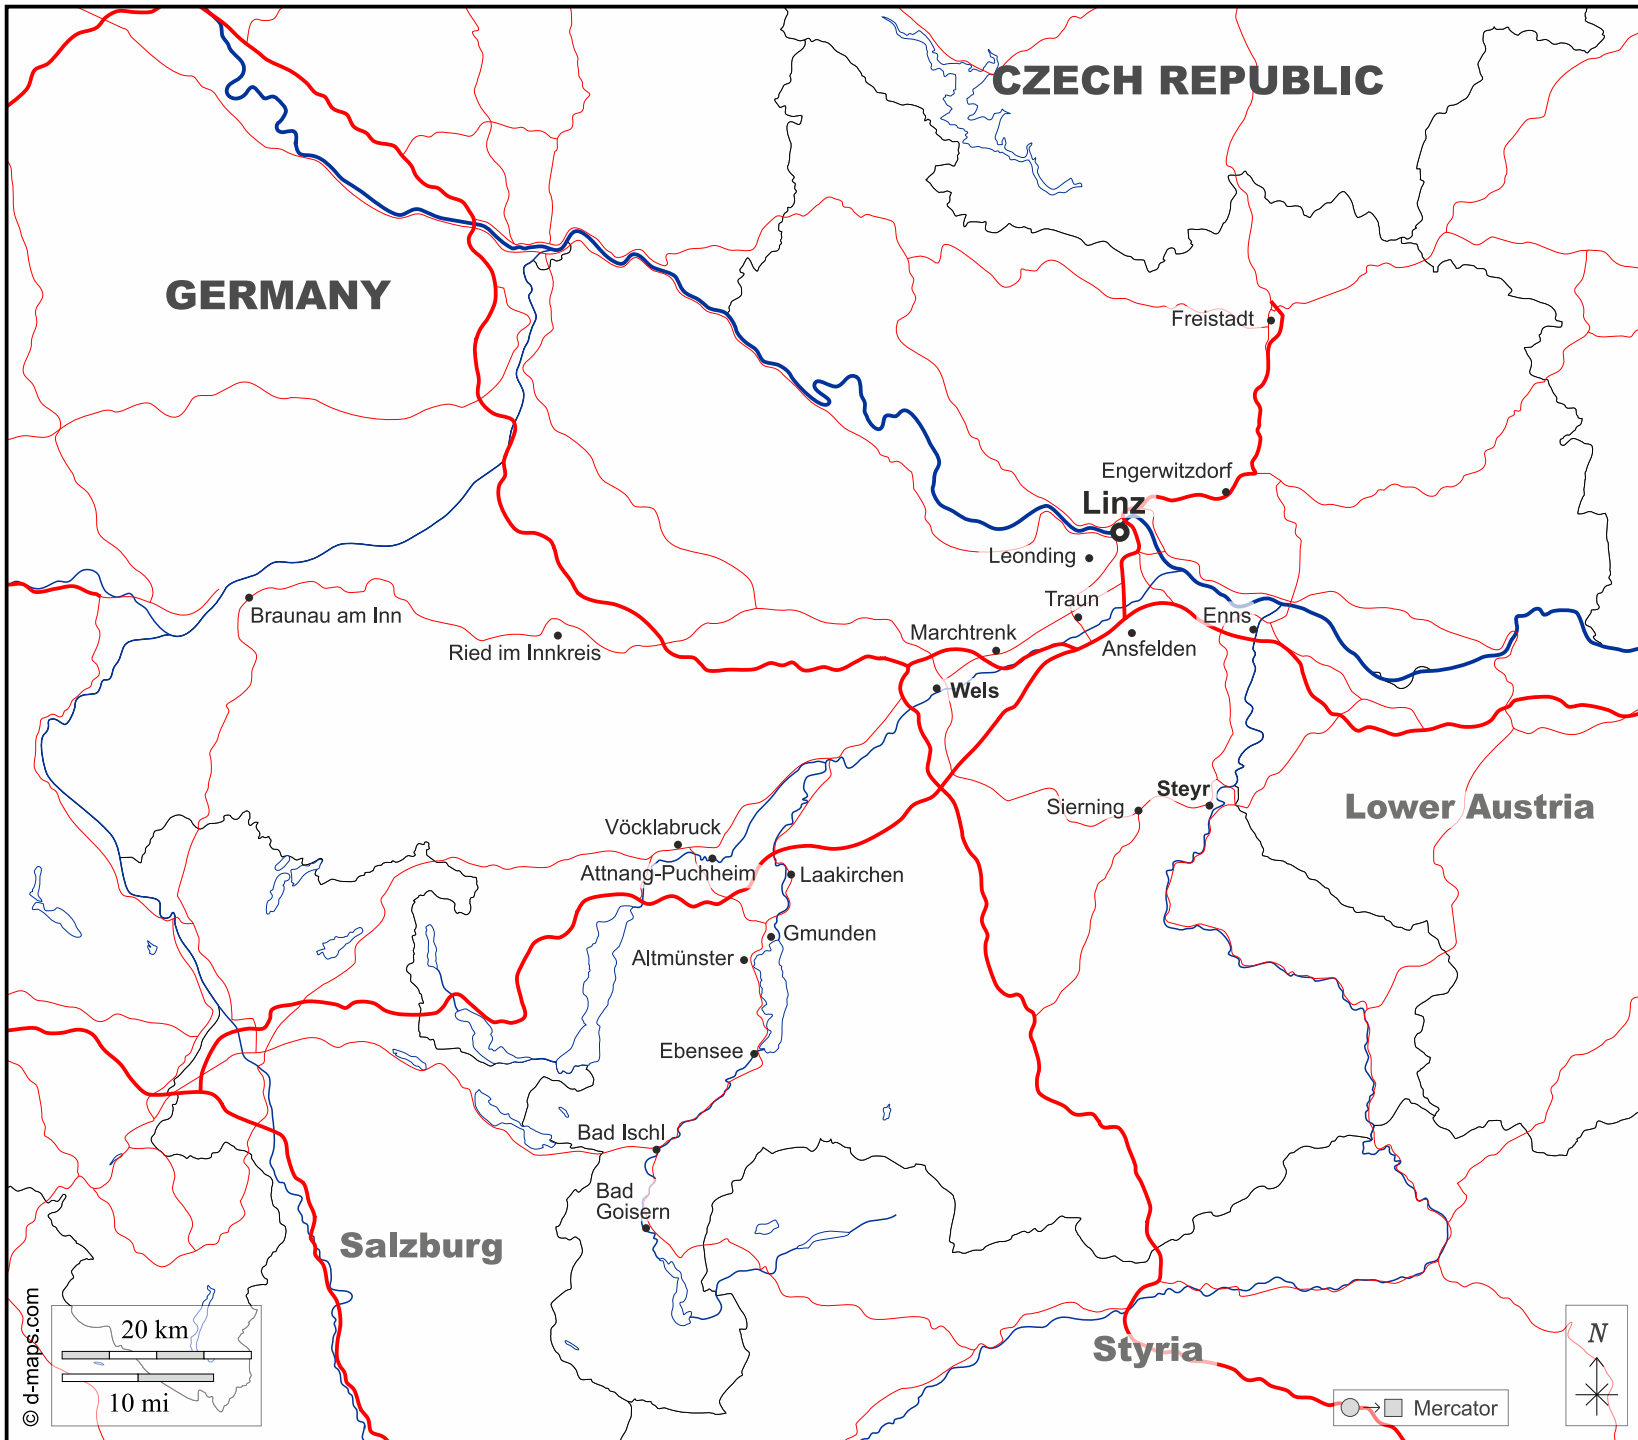 CZECH REPUBLIC
GERMANY
Freistadt
Engerwitzdorf
Linz
Leonding
Traun
Enns
Braunau am Inn
Marchtrenk
Ried im Innkreis
Ansfelden
Wels
Steyr
Sierning
Lower Austria
Vöcklabruck
Attnang-Puchheim
Laakirchen
Gmunden
Altmünster
Ebensee
Bad Ischl
Bad
Goisern
Salzburg
Styria
© d-maps.com
20 km
10 mi
N
Mercator